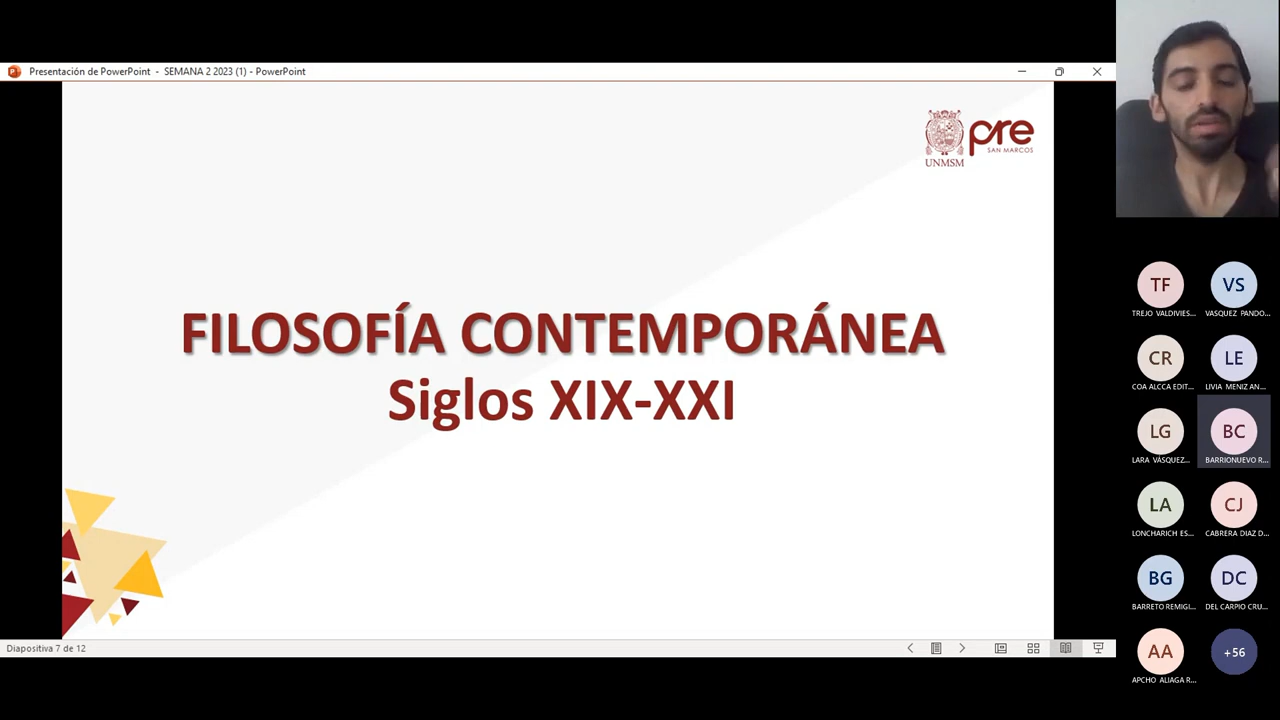 Presentación de PowerPoint - SEMANA 2 2023 (1) - PowerPoint
UNMSM
pre
SAN MARCOS
FILOSOFÍA CONTEMPORÁNEA
Siglos XIX-XXI
Diapositiva 7 de 12
TF
TREJO VALDIVIES...
VS
VASQUEZ PANDO...
CR
COA ALCCA EDIT...
LE
LIVIA MENIZ AN...
LG
LARA VÁSQUEZ...
BC
BARRIONUEVO R...
LA
LONCHARICH ES...
CJ
CABRERA DIAZ D...
BG
BARRETO REMIGI...
DC
DEL CARPIO CRU...
AA
APCHO ALIAGA R...
+56